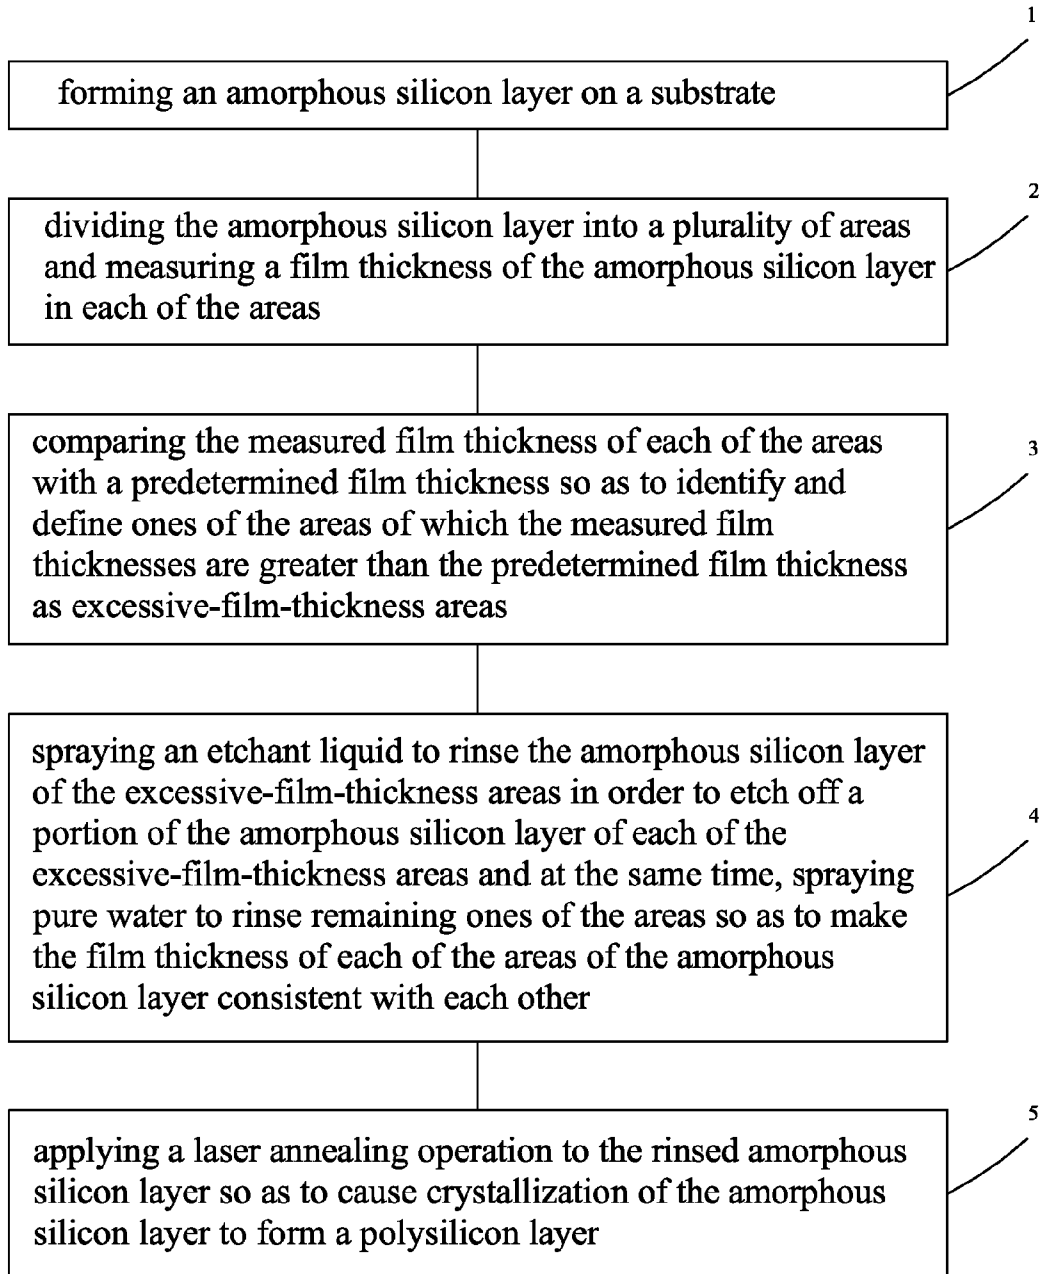 1
forming an amorphous silicon layer on a substrate
2
dividing the amorphous silicon layer into a plurality of areas
and measuring a film thickness of the amorphous silicon layer
in each of the areas
3
comparing the measured film thickness of each of the areas
with a predetermined film thickness so as to identify and
define ones of the areas of which the measured film
thicknesses are greater than the predetermined film thickness
as excessive-film-thickness areas
4
spraying an etchant liquid to rinse the amorphous silicon layer
of the excessive-film-thickness areas in order to etch off a
portion of the amorphous silicon layer of each of the
excessive-film-thickness areas and at the same time, spraying
pure water to rinse remaining ones of the areas so as to make
the film thickness of each of the areas of the amorphous
silicon layer consistent with each other
5
applying a laser annealing operation to the rinsed amorphous
silicon layer so as to cause crystallization of the amorphous
silicon layer to form a polysilicon layer